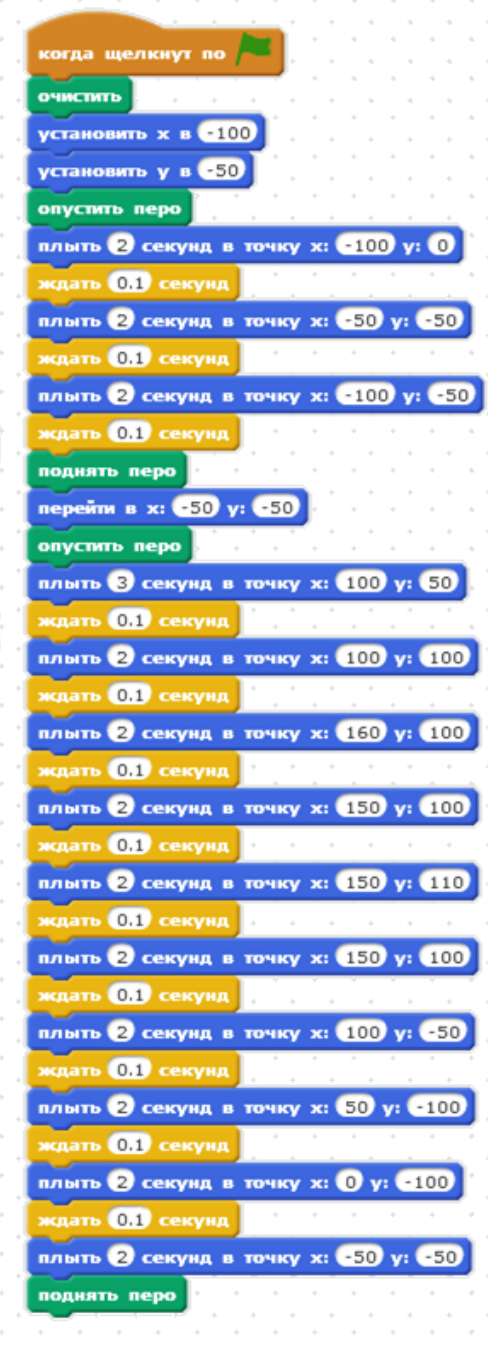 когда щелкнут по
очистить
установить x в -100
установить y в -50
опустить перо
плыть 2 секунд в точку x: -100 y: 0
ждать 0.1 секунд
плыть 2 секунд в точку x: -50 y: -50
ждать 0.1 секунд
плыть 2 секунд в точку x: -100 y: -50
ждать 0.1 секунд
поднять перо
перейти в x: -50 y: -50
опустить перо
плыть 3 секунд в точку x: 100 y: 50
ждать 0.1 секунд
плыть 2 секунд в точку x: 100 y: 100
ждать 0.1 секунд
плыть 2 секунд в точку x: 160 y: 100
ждать 0.1 секунд
плыть 2 секунд в точку x: 150 y: 100
ждать 0.1 секунд
плыть 2 секунд в точку x: 150 y: 110
ждать 0.1 секунд
плыть 2 секунд в точку x: 150 y: 100
ждать 0.1 секунд
плыть 2 секунд в точку x: 100 y: -50
ждать 0.1 секунд
плыть 2 секунд в точку x: 50 y: -100
ждать 0.1 секунд
плыть 2 секунд в точку x: 0 y: -100
ждать 0.1 секунд
плыть 2 секунд в точку x: -50 y: -50
поднять перо